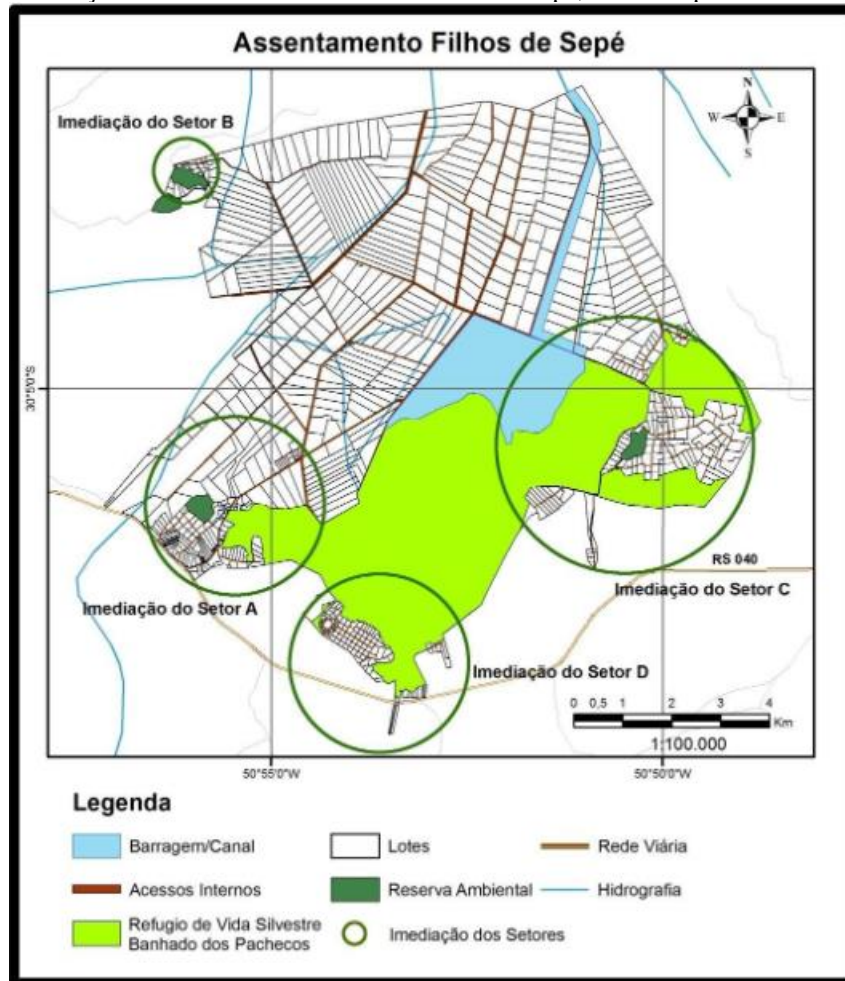 Assentamento Filhos de Sepé
Imediação do Setor B
N
W E
S
30°5'0"S
RS 040
Imediação do Setor C
Imediação do Setor A
Imediação do Setor D
0 0,5 1 2 3 4
Km
1:100.000
50°55'0"W 50°50'0"W
Legenda
Barragem/Canal Lotes Rede Viária
Acessos Internos Reserva Ambiental Hidrografia
Refugio de Vida Silvestre
Banhado dos Pachecos Imediação dos Setores